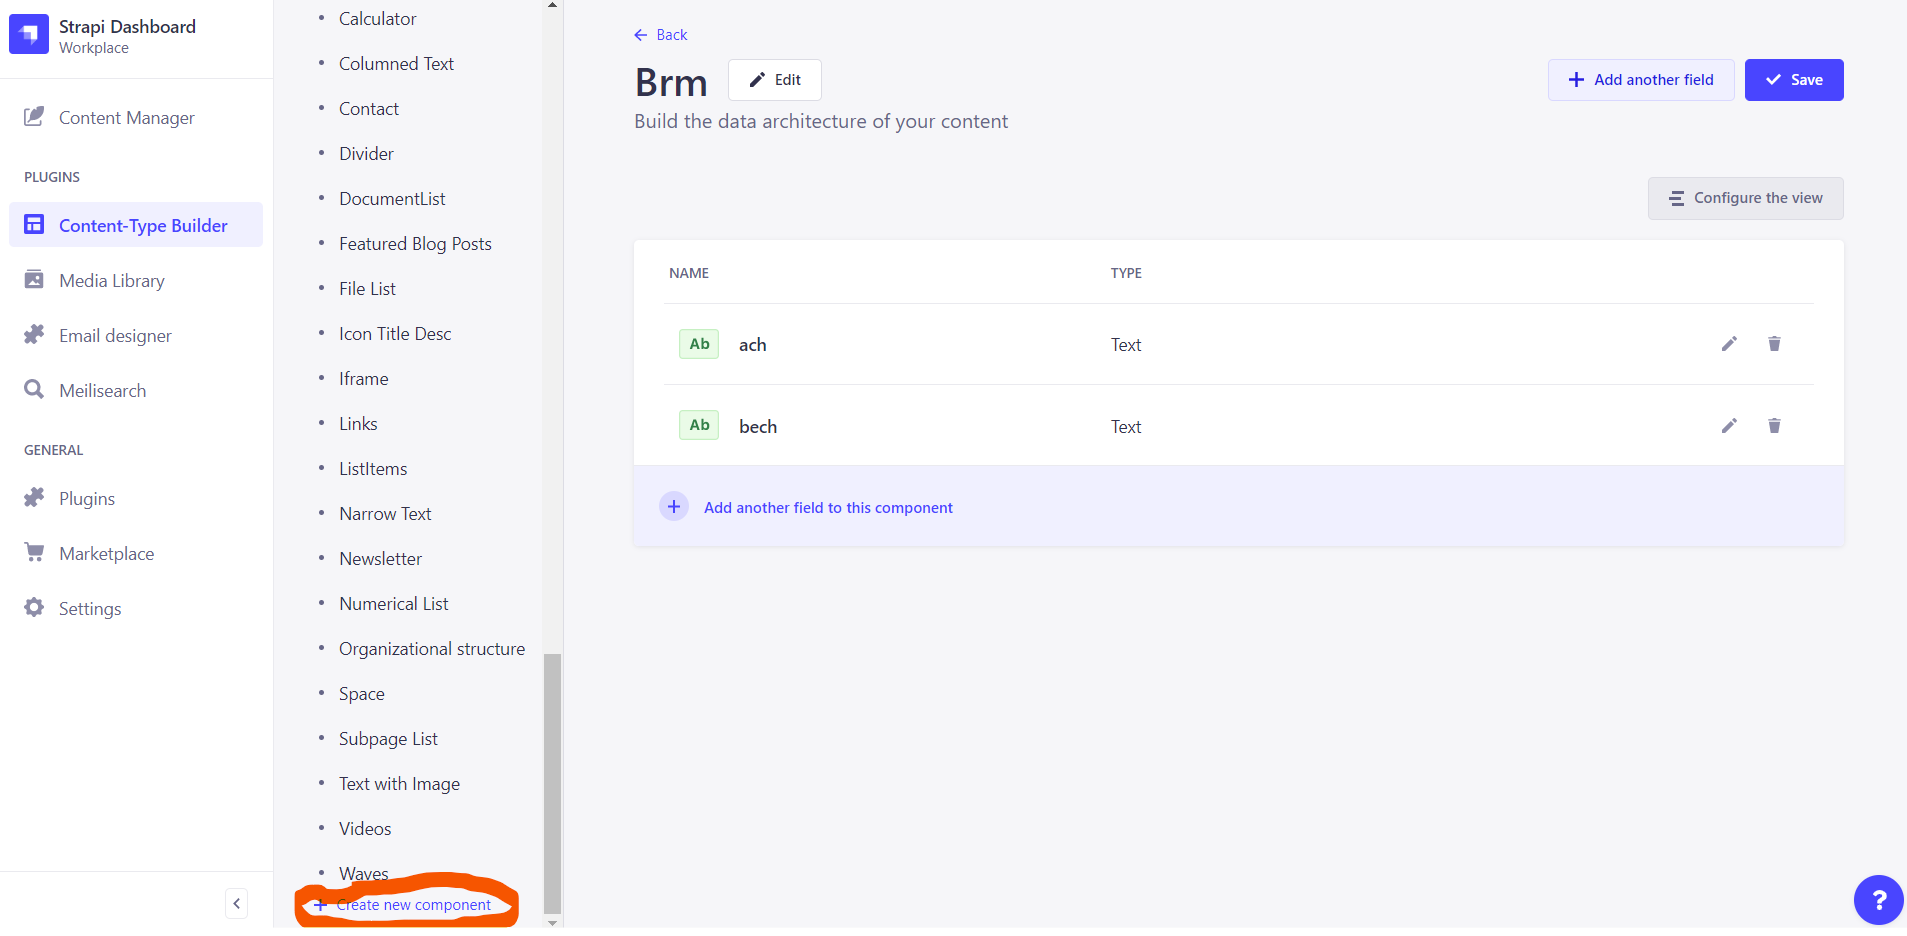 Strapi Dashboard
Workplace
Content Manager
PLUGINS
Content-Type Builder
Media Library
Email designer
Meilisearch
GENERAL
Plugins
Marketplace
Settings
Calculator
Columned Text
Contact
Divider
DocumentList
Featured Blog Posts
File List
Icon Title Desc
Iframe
Links
ListItems
Narrow Text
Newsletter
Numerical List
Organizational structure
Space
Subpage List
Text with Image
Videos
Waves
Create new component
Back
Brm
Edit
Add another field
Save
Build the data architecture of your content
Configure the view
NAME TYPE
Ab ach Text
Ab bech Text
Add another field to this component
?